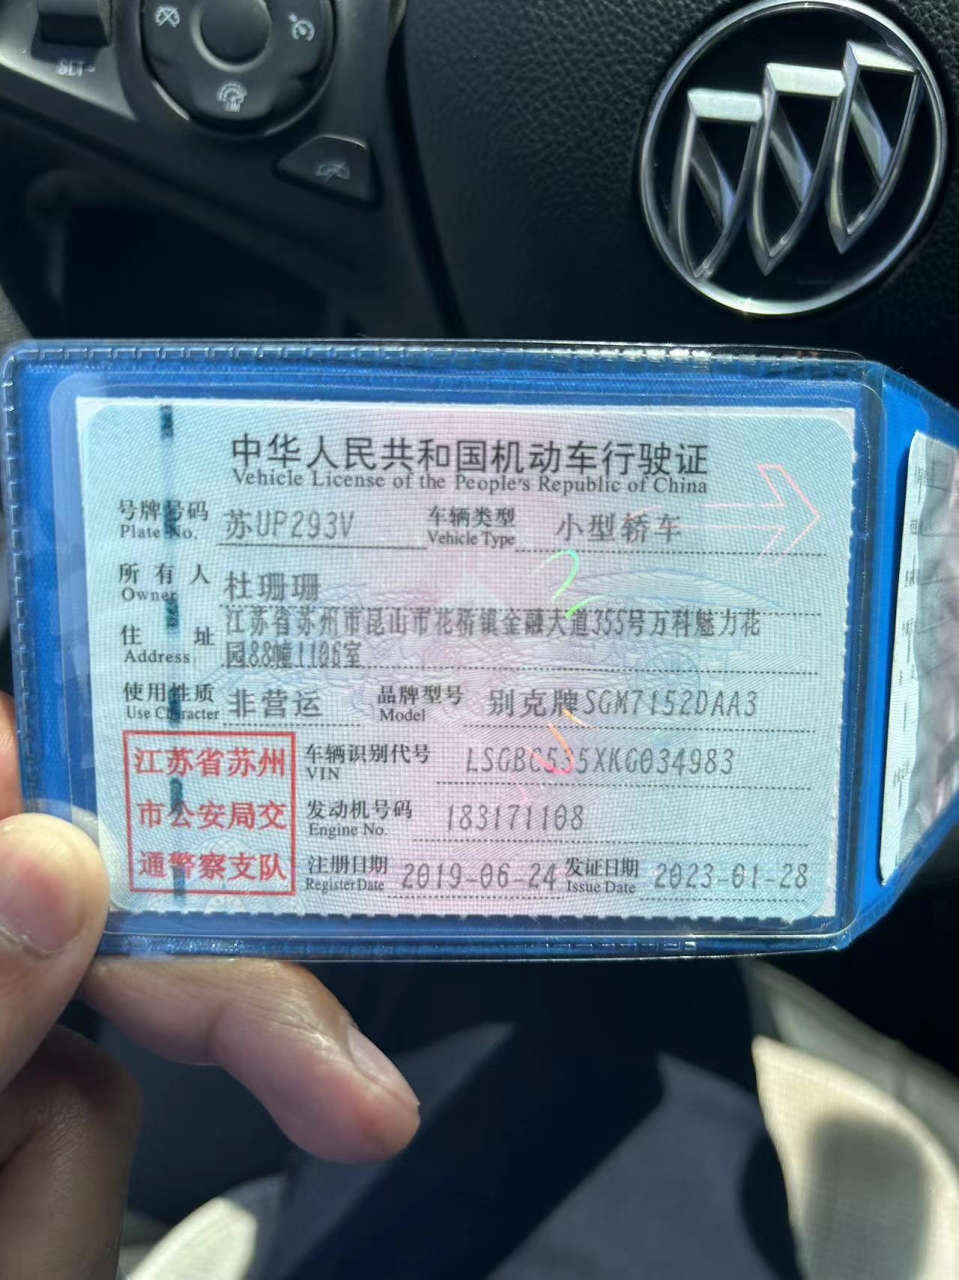 SET-
中华人民共和国机动车行驶证
Vehicle License of the People's Republic of China
号牌号码 苏UP293V 车辆类型 小型轿车
Plate No. Vehicle Type
所有人 杜珊珊
Owner
住址 江苏省苏州市昆山市花桥镇金融大道355号万科魅力花
Address 园88幢1106室
使用性质 非营运 品牌型号 别克牌SGM7152DAA3
Use Character Model
江苏省苏州
市公安局交
通警察支队
车辆识别代号 LSGBC535XKG034983
VIN
发动机号码 183171108
Engine No.
注册日期 2019-06-24 发证日期 2023-01-28
Register Date Issue Date